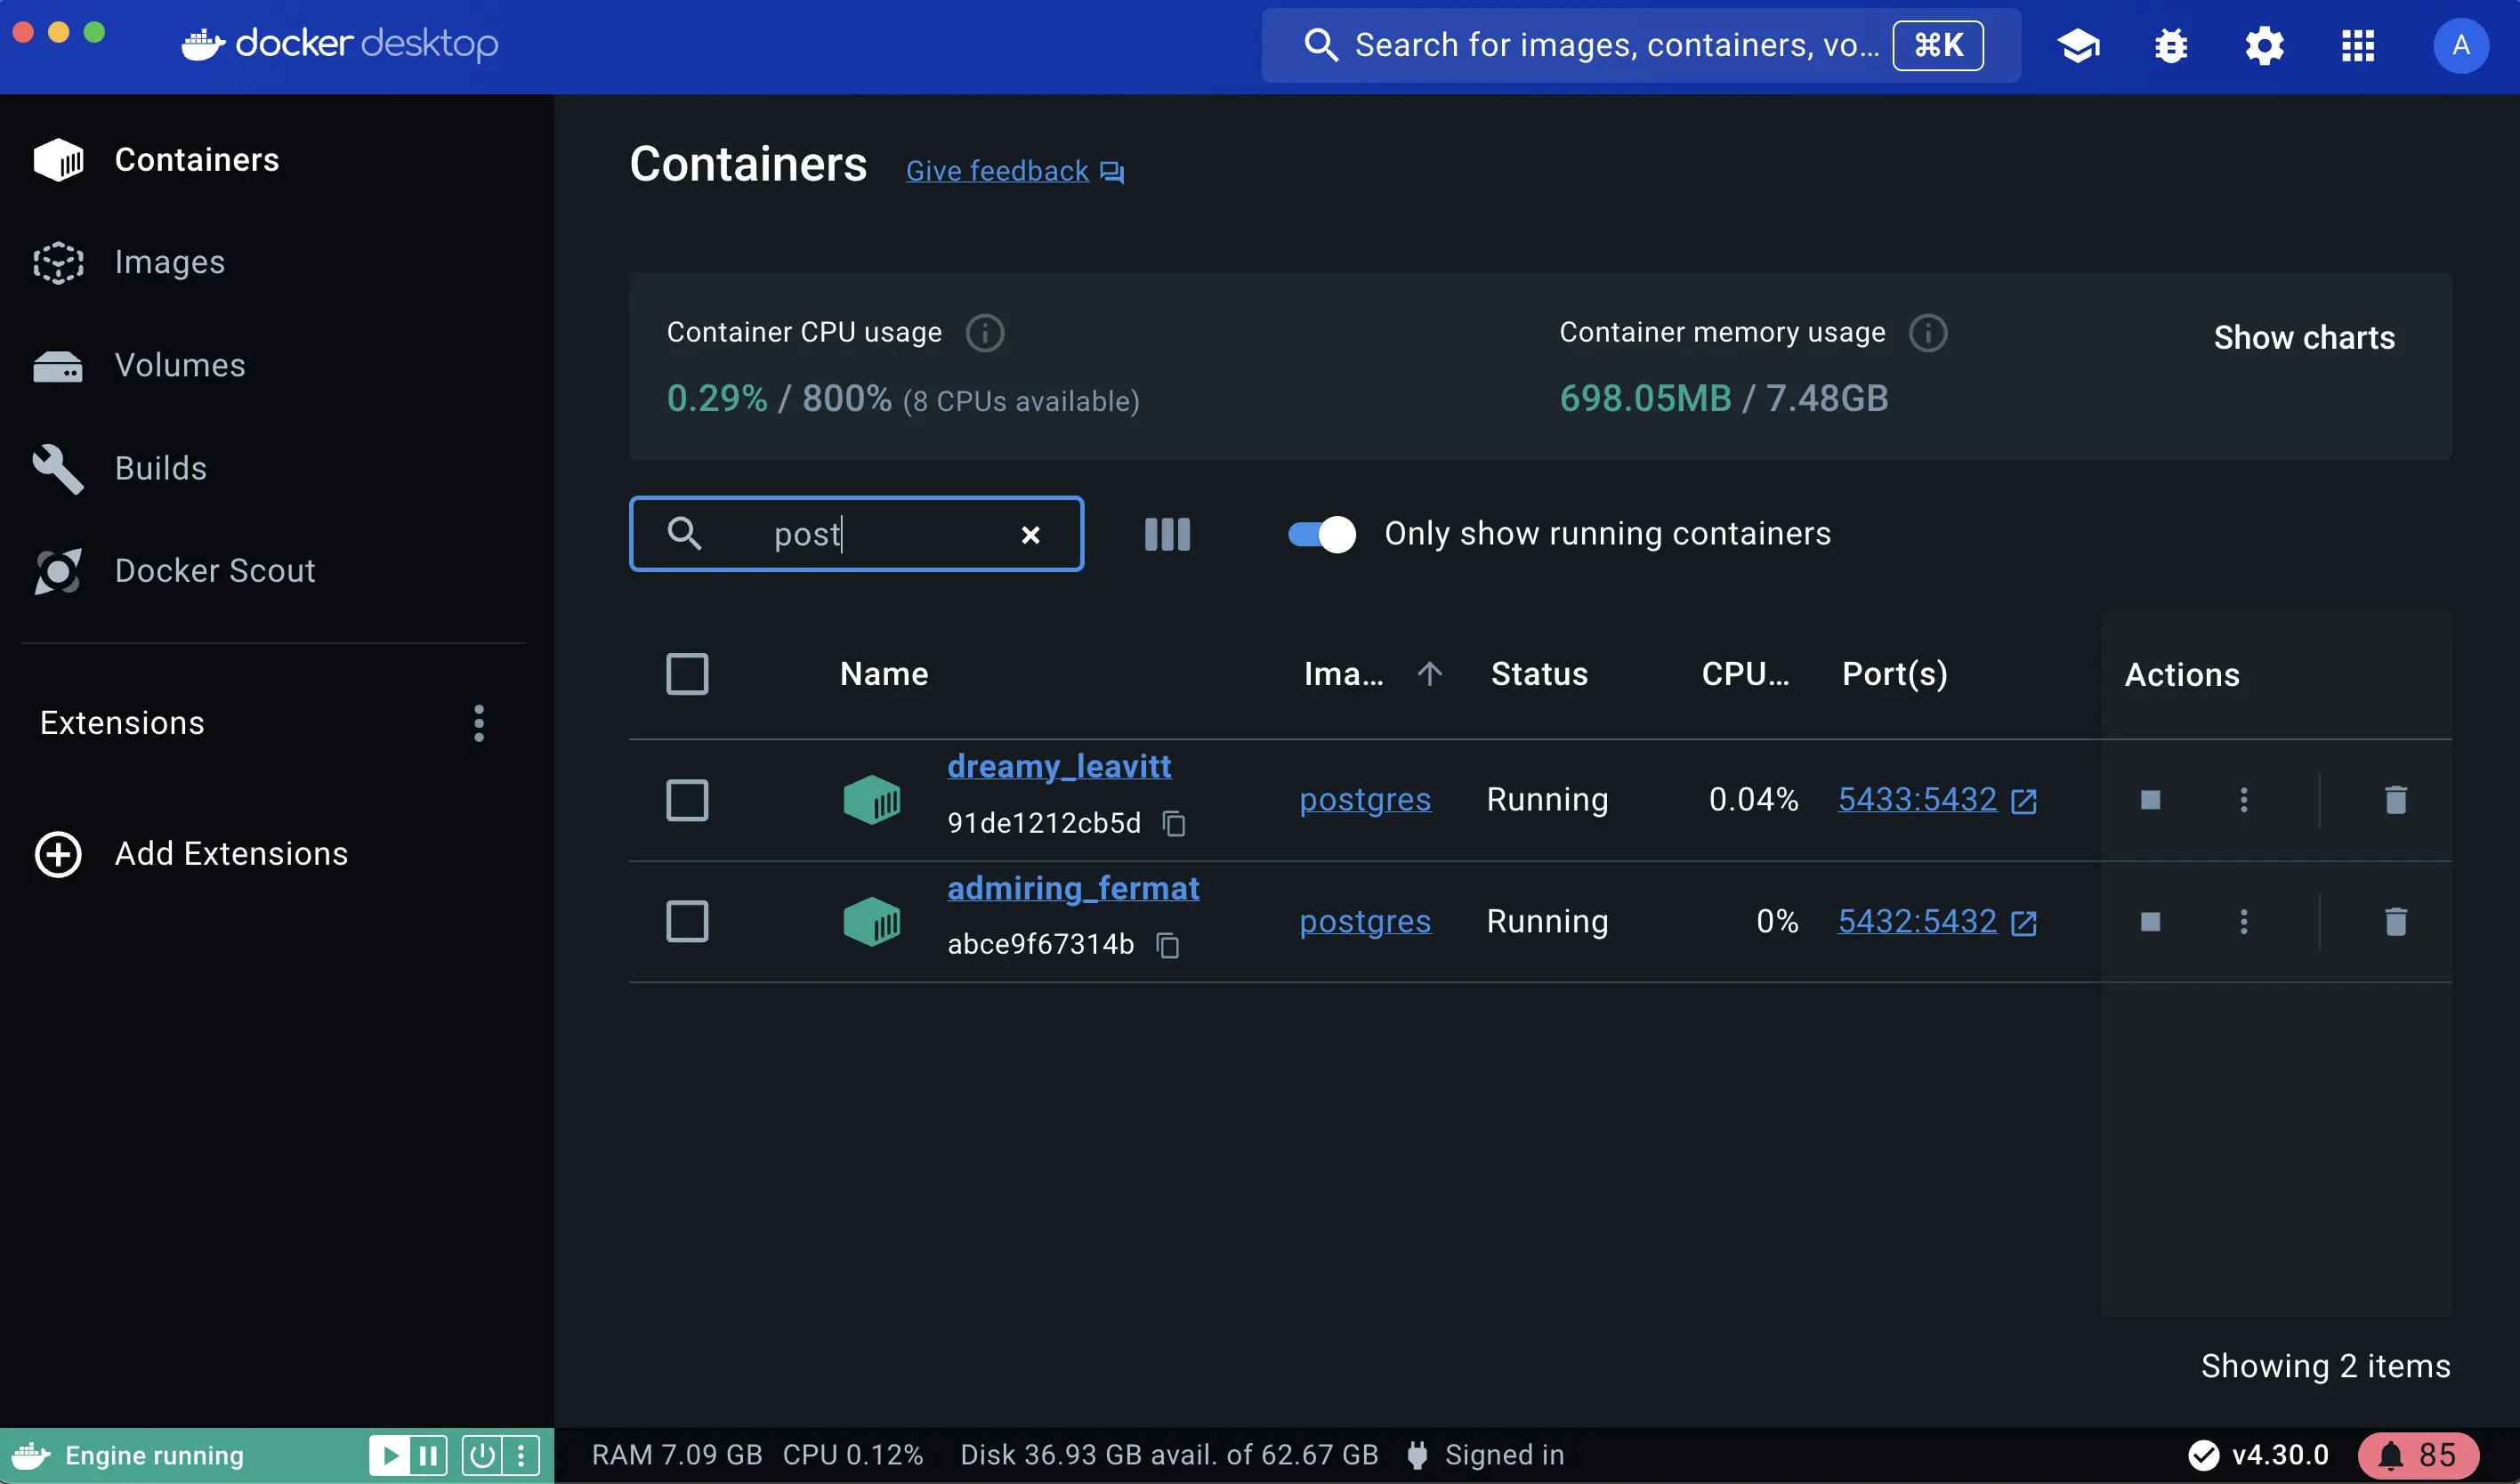 docker desktop
Search for images, containers, vo... ⌘K
A
Containers
Images
Volumes
Builds
Docker Scout
Extensions
Add Extensions
Containers Give feedback
Container CPU usage
0.29% / 800% (8 CPUs available)
Container memory usage
698.05MB / 7.48GB
Show charts
post
Only show running containers
Name Ima... Status CPU... Port(s) Actions
dreamy_leavitt
91de1212cb5d
postgres Running 0.04% 5433:5432
admiring_fermat
abce9f67314b
postgres Running 0% 5432:5432
Showing 2 items
Engine running
RAM 7.09 GB CPU 0.12% Disk 36.93 GB avail. of 62.67 GB Signed in
v4.30.0 85